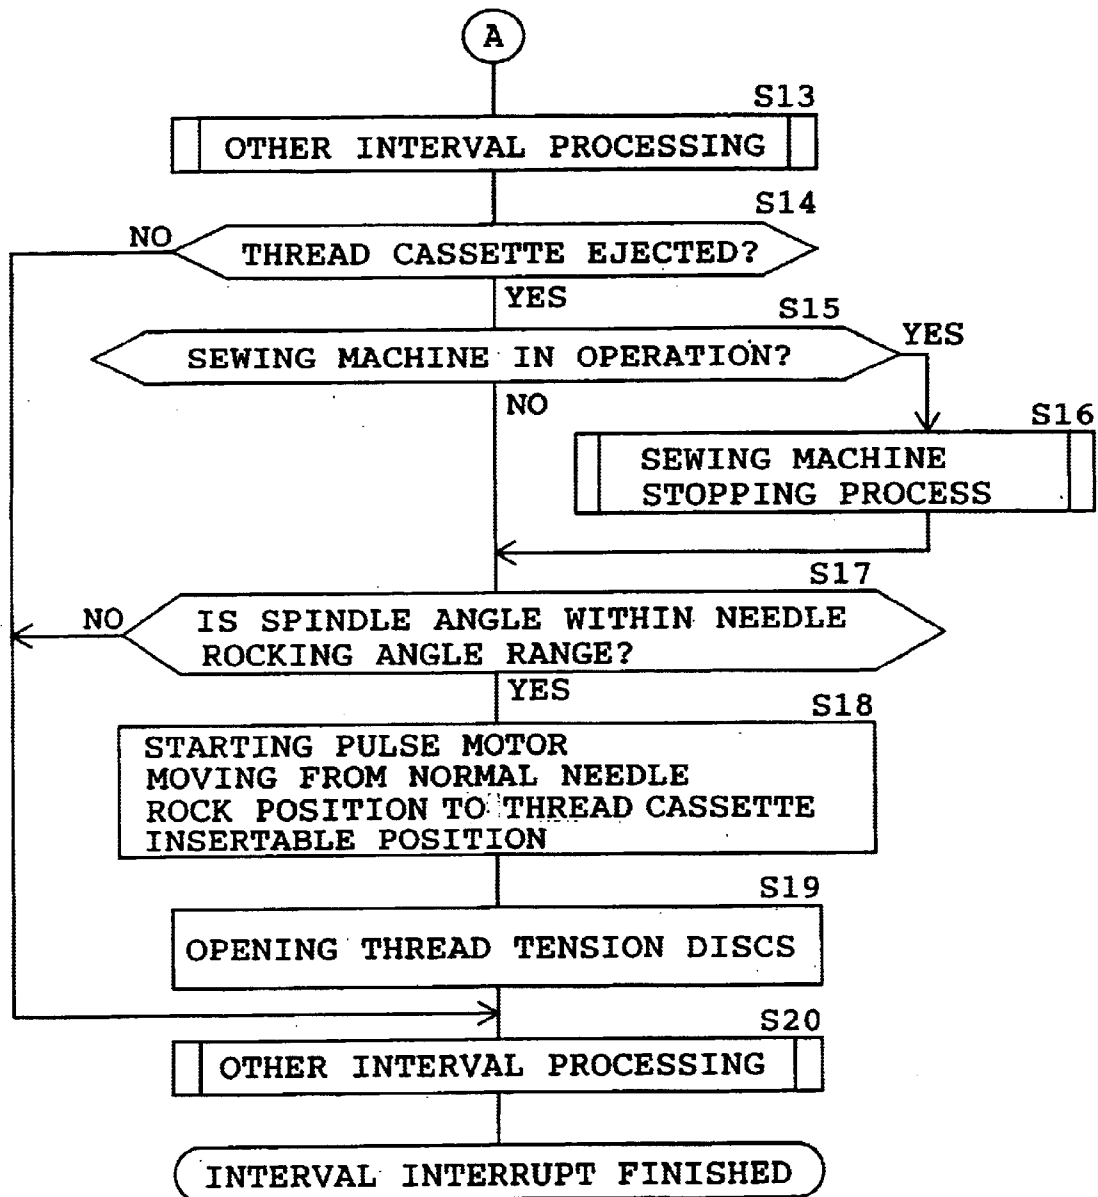 A
S13
OTHER INTERVAL PROCESSING
S14
NO
THREAD CASSETTE EJECTED?
YES
S15
YES
SEWING MACHINE IN OPERATION?
NO
S16
SEWING MACHINE
STOPPING PROCESS
S17
NO
IS SPINDLE ANGLE WITHIN NEEDLE
ROCKING ANGLE RANGE?
YES
S18
STARTING PULSE MOTOR
MOVING FROM NORMAL NEEDLE
ROCK POSITION TO THREAD CASSETTE
INSERTABLE POSITION
S19
OPENING THREAD TENSION DISCS
S20
OTHER INTERVAL PROCESSING
INTERVAL INTERRUPT FINISHED